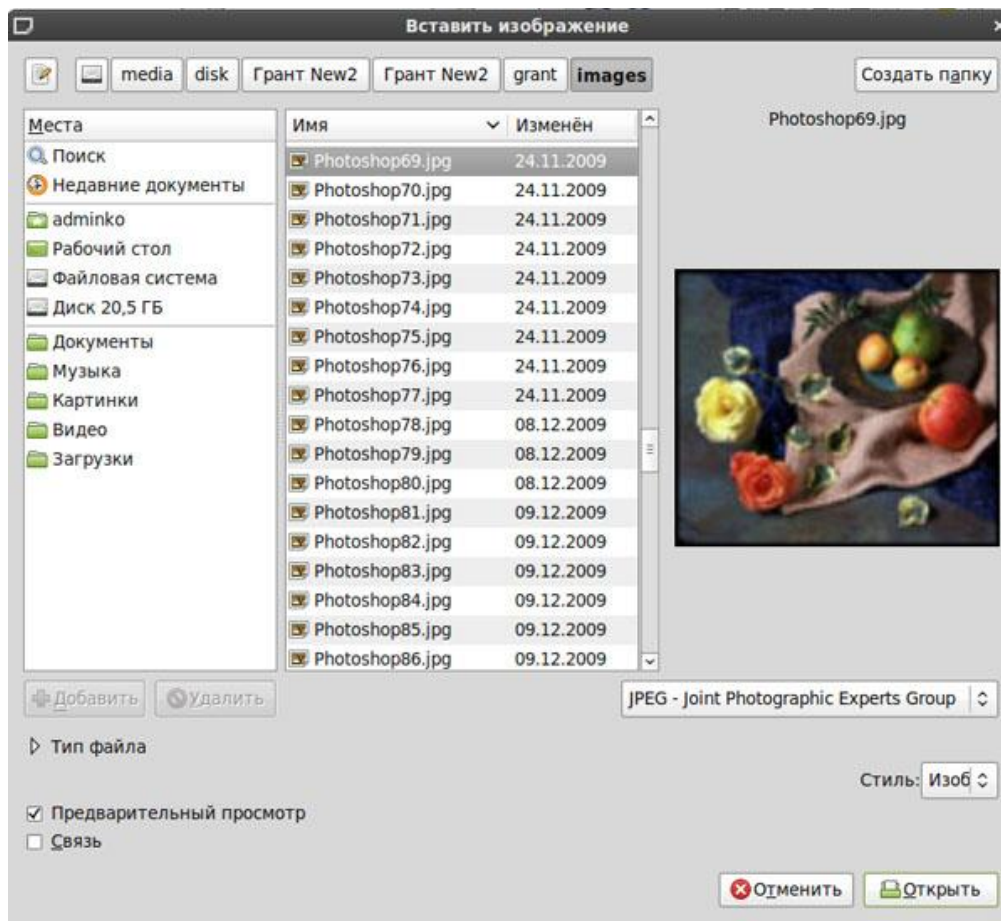 Вставить изображение
media disk Грант New2 Грант New2 grant images Создать папку
Места
Поиск
Недавние документы
adminko
Рабочий стол
Файловая система
Диск 20,5 ГБ
Документы
Музыка
Картинки
Видео
Загрузки
Имя Изменён
Photoshop69.jpg 24.11.2009
Photoshop70.jpg 24.11.2009
Photoshop71.jpg 24.11.2009
Photoshop72.jpg 24.11.2009
Photoshop73.jpg 24.11.2009
Photoshop74.jpg 24.11.2009
Photoshop75.jpg 24.11.2009
Photoshop76.jpg 24.11.2009
Photoshop77.jpg 24.11.2009
Photoshop78.jpg 08.12.2009
Photoshop79.jpg 08.12.2009
Photoshop80.jpg 08.12.2009
Photoshop81.jpg 09.12.2009
Photoshop82.jpg 09.12.2009
Photoshop83.jpg 09.12.2009
Photoshop84.jpg 09.12.2009
Photoshop85.jpg 09.12.2009
Photoshop86.jpg 09.12.2009
Photoshop69.jpg
Добавить Удалить
JPEG - Joint Photographic Experts Group
Тип файла
Стиль: Изоб
Предварительный просмотр
Связь
Отменить Открыть